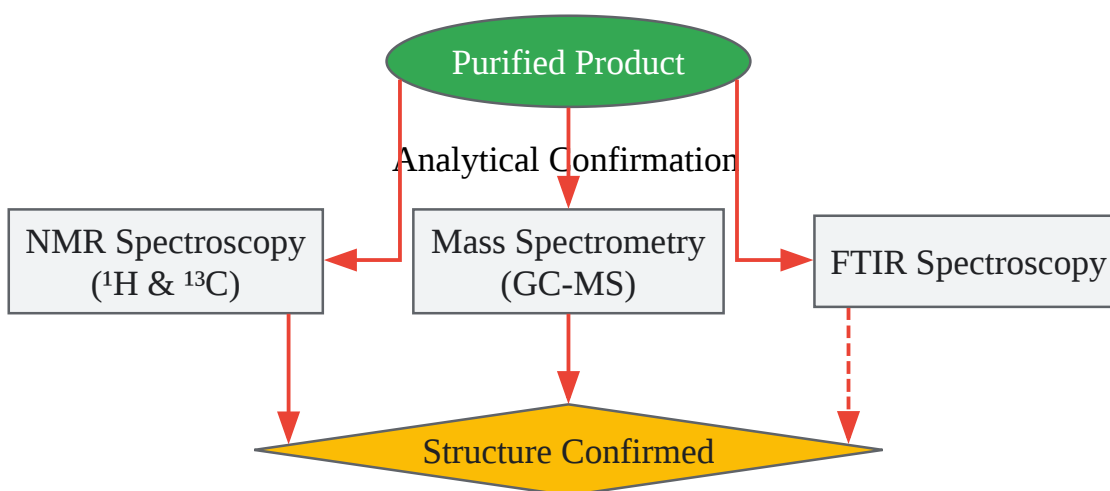 Purified Product
Analytical Confirmation
NMR Spectroscopy
(¹H & ¹³C)
Mass Spectrometry
(GC-MS)
FTIR Spectroscopy
Structure Confirmed